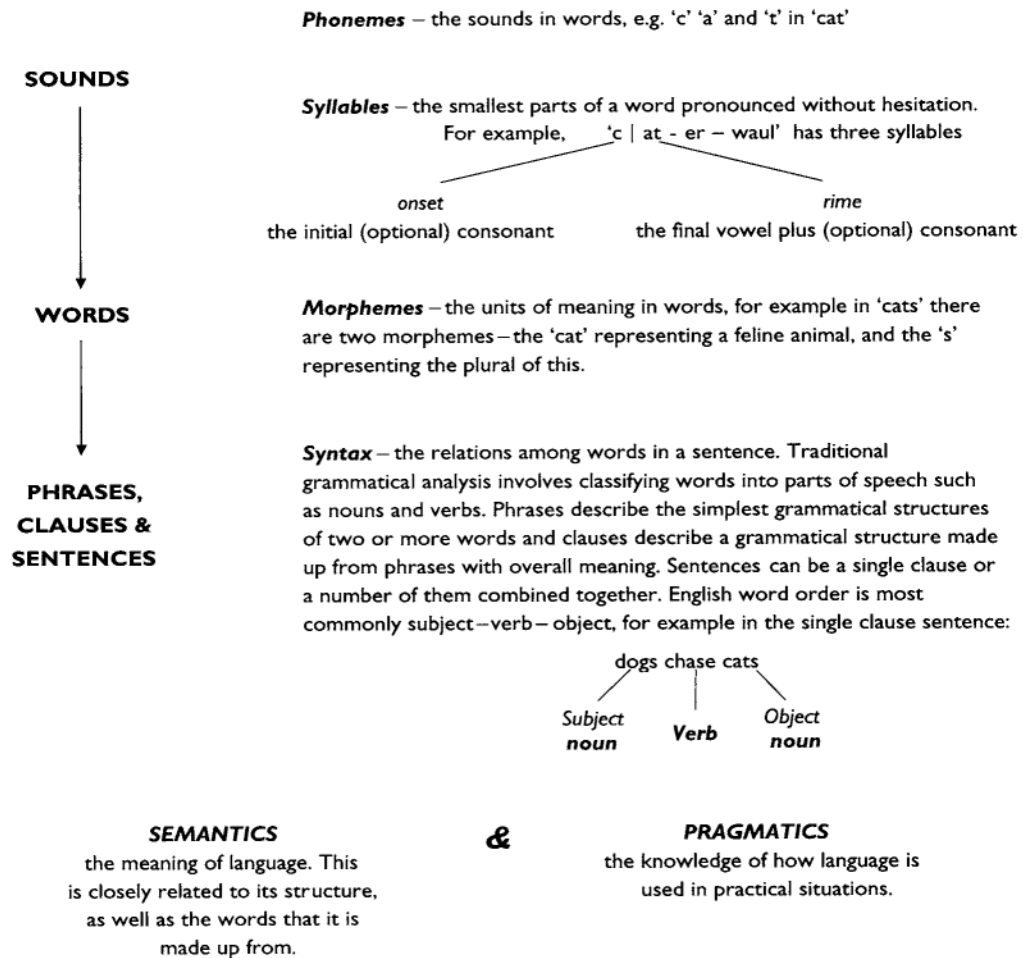 Phonemes – the sounds in words, e.g. ‘c’ ‘a’ and ‘t’ in ‘cat’
SOUNDS
Syllables – the smallest parts of a word pronounced without hesitation.
For example, ‘c | at - er – waul’ has three syllables
onset
rime
the initial (optional) consonant
the final vowel plus (optional) consonant
WORDS
Morphemes – the units of meaning in words, for example in ‘cats’ there
are two morphemes – the ‘cat’ representing a feline animal, and the ‘s’
representing the plural of this.
PHRASES,
CLAUSES &
SENTENCES
Syntax – the relations among words in a sentence. Traditional
grammatical analysis involves classifying words into parts of speech such
as nouns and verbs. Phrases describe the simplest grammatical structures
of two or more words and clauses describe a grammatical structure made
up from phrases with overall meaning. Sentences can be a single clause or
a number of them combined together. English word order is most
commonly subject – verb – object, for example in the single clause sentence:
dogs chase cats
Subject
noun
Verb
Object
noun
SEMANTICS
the meaning of language. This
is closely related to its structure,
as well as the words that it is
made up from.
&
PRAGMATICS
the knowledge of how language is
used in practical situations.